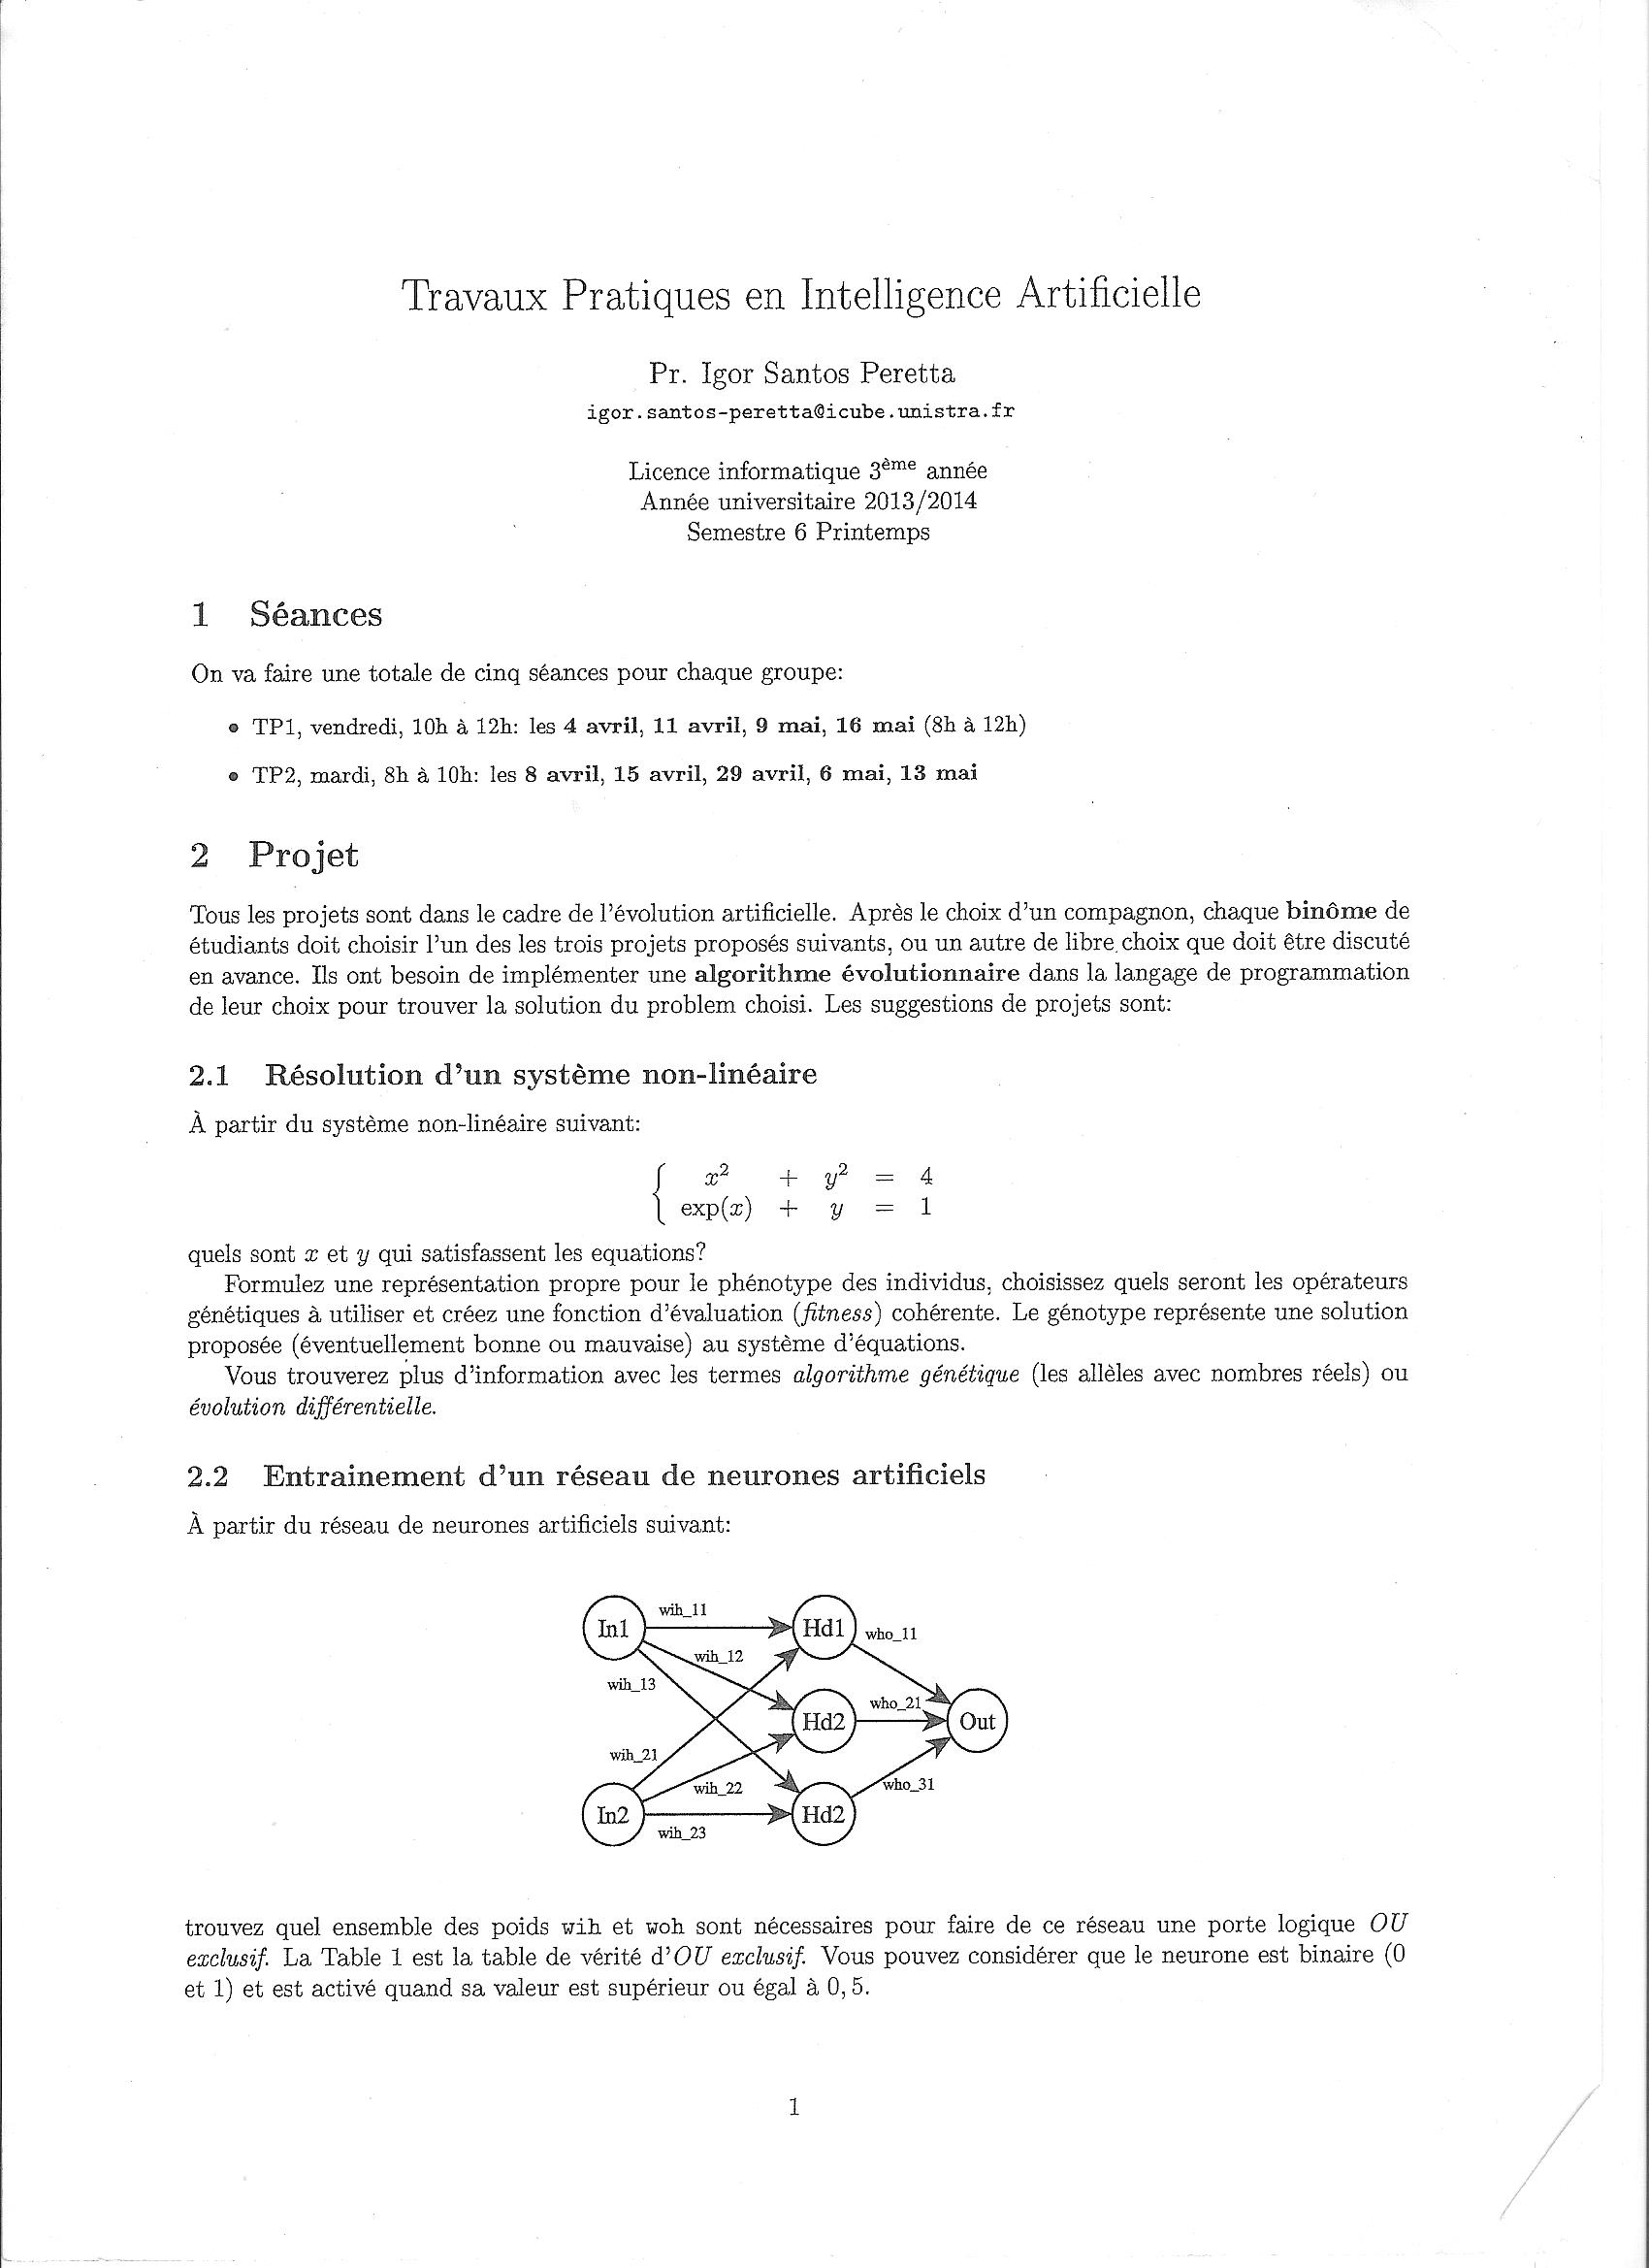 Travaux Pratiques en Intelligence Artificielle
Pr. Igor Santos Peretta
igor.santos-peretta@icube.unistra.fr
Licence informatique 3ème année
Année universitaire 2013/2014
Semestre 6 Printemps
1 Séances
On va faire une totale de cinq séances pour chaque groupe:
• TP1, vendredi, 10h à 12h: les 4 avril, 11 avril, 9 mai, 16 mai (8h à 12h)
• TP2, mardi, 8h à 10h: les 8 avril, 15 avril, 29 avril, 6 mai, 13 mai
2 Projet
Tous les projets sont dans le cadre de l'évolution artificielle. Après le choix d'un compagnon, chaque binôme de
étudiants doit choisir l'un des les trois projets proposés suivants, ou un autre de libre choix que doit être discuté
en avance. Ils ont besoin de implémenter une algorithme évolutionnaire dans la langage de programmation
de leur choix pour trouver la solution du problem choisi. Les suggestions de projets sont:
2.1 Résolution d'un système non-linéaire
À partir du système non-linéaire suivant:
x² + y² = 4
exp(x) + y = 1
quels sont x et y qui satisfassent les equations?
Formulez une représentation propre pour le phénotype des individus, choisissez quels seront les opérateurs
génétiques à utiliser et créez une fonction d'évaluation (fitness) cohérente. Le génotype représente une solution
proposée (éventuellement bonne ou mauvaise) au système d'équations.
Vous trouverez plus d'information avec les termes algorithme génétique (les allèles avec nombres réels) ou
évolution différentielle.
2.2 Entrainement d'un réseau de neurones artificiels
À partir du réseau de neurones artificiels suivant:
In1
wih_11
Hd1
who_11
wih_12
wih_13
Hd2
who_21
Out
wih_21
wih_22
who_31
In2
Hd2
wih_23
trouvez quel ensemble des poids wih et woh sont nécessaires pour faire de ce réseau une porte logique OU
exclusif. La Table 1 est la table de vérité d'OU exclusif. Vous pouvez considérer que le neurone est binaire (0
et 1) et est activé quand sa valeur est supérieur ou égal à 0,5.
1